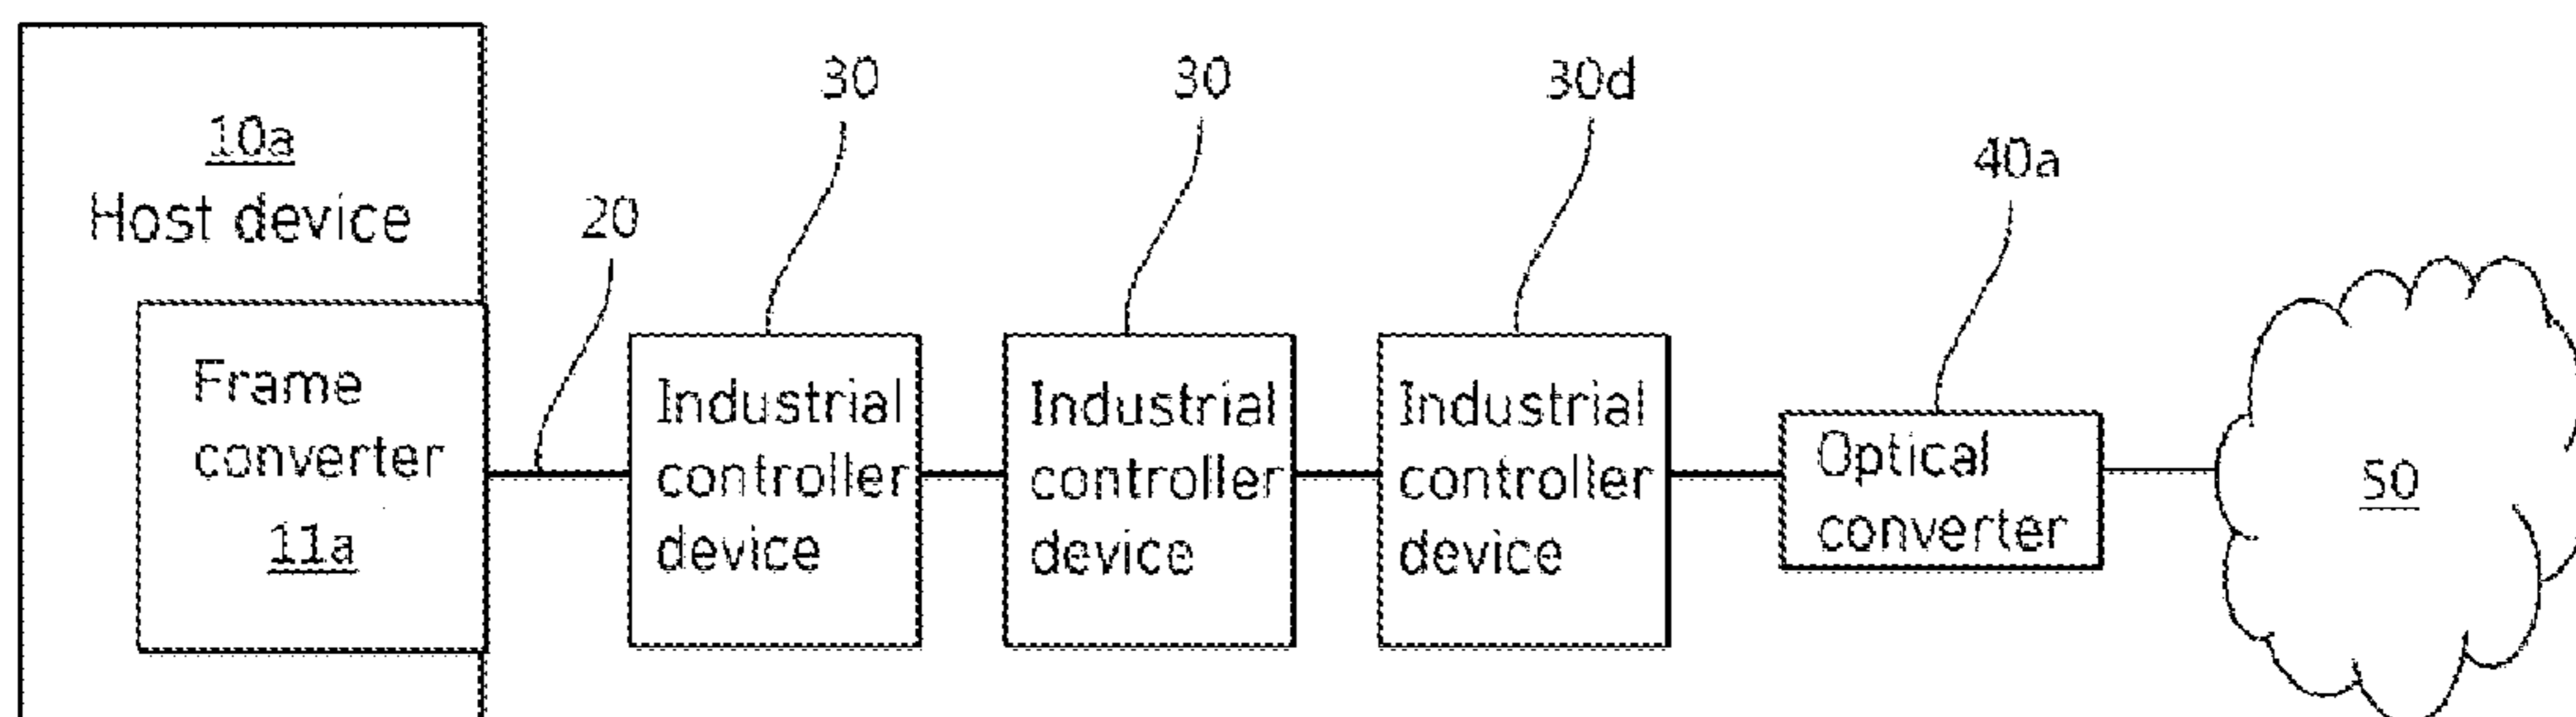 10a
Host device
Frame
converter
11a
20
30
Industrial
controller
device
30
Industrial
controller
device
30d
Industrial
controller
device
40a
Optical
converter
50